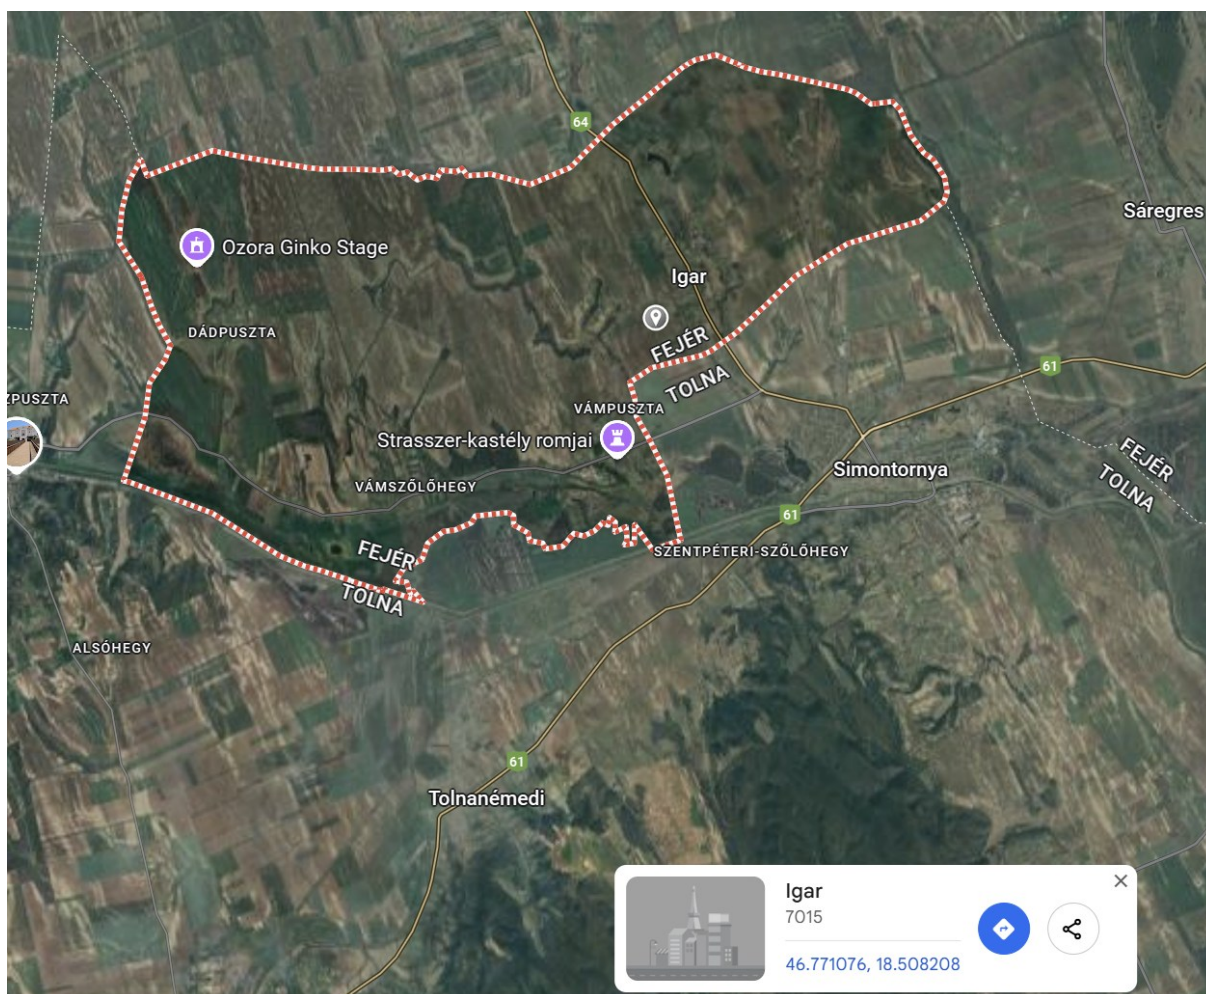 64
Sáregres
Ozora Ginko Stage
Igar
DÁDPUSZTA
FEJÉR
TOLNA
61
ZPUSZTA
VÁMPUSZTA
Strasszer-kastély romjai
FEJÉR
TOLNA
Simontornya
VÁMSZŐLŐHEGY
61
FEJÉR
TOLNA
SZENTPÉTERI-SZŐLŐHEGY
ALSÓHEGY
61
Tolnanémedi
Igar
7015
46.771076, 18.508208